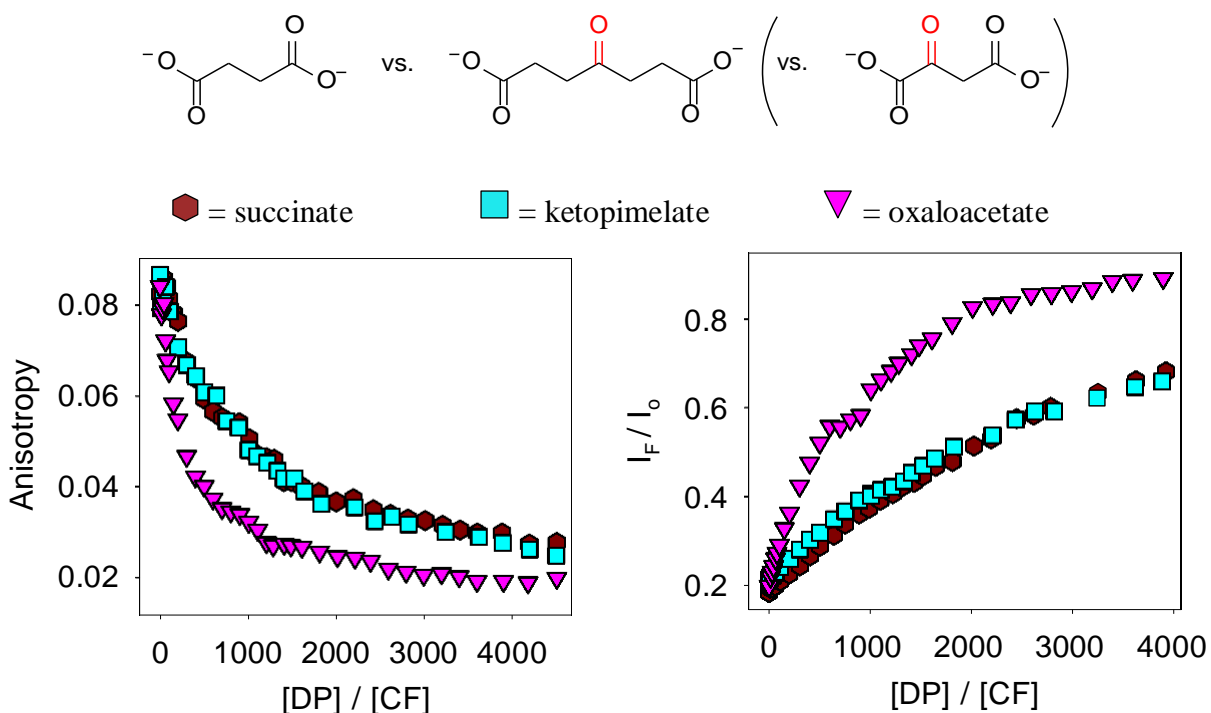 O O O O
⁻O O⁻ vs. ⁻O O⁻ vs. ⁻O O⁻
O O O O
= succinate = ketopimelate = oxaloacetate
Anisotropy
0.08
0.06
0.04
0.02
0 1000 2000 3000 4000
[DP] / [CF]
I_F / I_o
0.8
0.6
0.4
0.2
0 1000 2000 3000 4000
[DP] / [CF]